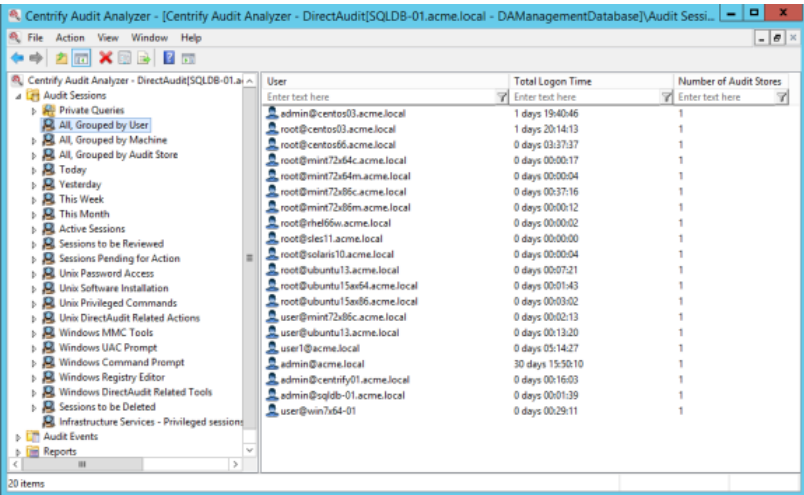 Centrify Audit Analyzer - [Centrify Audit Analyzer - DirectAudit[SQLDB-01.acme.local - DAManagementDatabase]\Audit Sessi...
File Action View Window Help
Centrify Audit Analyzer - DirectAudit[SQLDB-01.a
Audit Sessions
Private Queries
All, Grouped by User
All, Grouped by Machine
All, Grouped by Audit Store
Today
Yesterday
This Week
This Month
Active Sessions
Sessions to be Reviewed
Sessions Pending for Action
Unix Password Access
Unix Software Installation
Unix Privileged Commands
Unix DirectAudit Related Actions
Windows MMC Tools
Windows UAC Prompt
Windows Command Prompt
Windows Registry Editor
Windows DirectAudit Related Tools
Sessions to be Deleted
Infrastructure Services - Privileged sessions
Audit Events
Reports
User Total Logon Time Number of Audit Stores
Enter text here Enter text here Enter text here
admin@centos03.acme.local 1 days 19:40:46 1
root@centos03.acme.local 1 days 20:14:13 1
root@centos66.acme.local 0 days 03:37:37 1
root@mint72x64c.acme.local 0 days 00:00:17 1
root@mint72x64m.acme.local 0 days 00:00:04 1
root@mint72x86c.acme.local 0 days 00:37:16 1
root@mint72x86m.acme.local 0 days 00:00:12 1
root@rhel66w.acme.local 0 days 00:00:02 1
root@sles11.acme.local 0 days 00:00:00 1
root@solaris10.acme.local 0 days 00:00:04 1
root@ubuntu13.acme.local 0 days 00:07:21 1
root@ubuntu15ax64.acme.local 0 days 00:01:43 1
root@ubuntu15ax86.acme.local 0 days 00:03:02 1
user@mint72x86c.acme.local 0 days 00:02:13 1
user@ubuntu13.acme.local 0 days 00:13:20 1
user1@acme.local 0 days 05:14:27 1
admin@acme.local 30 days 15:50:10 1
admin@centrify01.acme.local 0 days 00:16:03 1
admin@sqldb-01.acme.local 0 days 00:01:39 1
user@win7x64-01 0 days 00:29:11 1
20 items